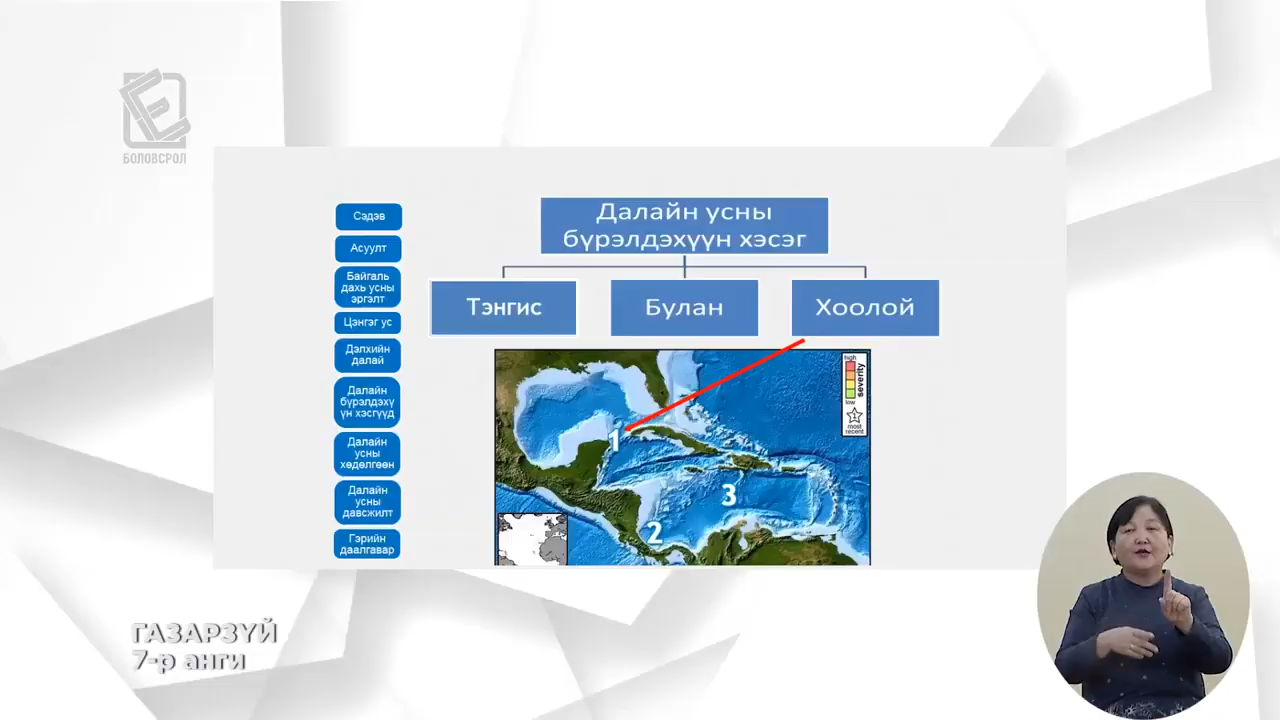 БОЛОВСРОЛ
Сэдэв
Асуулт
Байгаль
дахь усны
эргэлт
Цэнгэг ус
Дэлхийн
далай
Далайн
бүрэлдэхү
үн хэсгүүд
Далайн
усны
хөдөлгөөн
Далайн
усны
давсжилт
Гэрийн
даалгавар
Далайн усны
бүрэлдэхүүн хэсэг
Тэнгис
Булан
Хоолой
high
severity
low
1
most
recent
1
3
2
ГАЗАРЗҮЙ
7-р анги